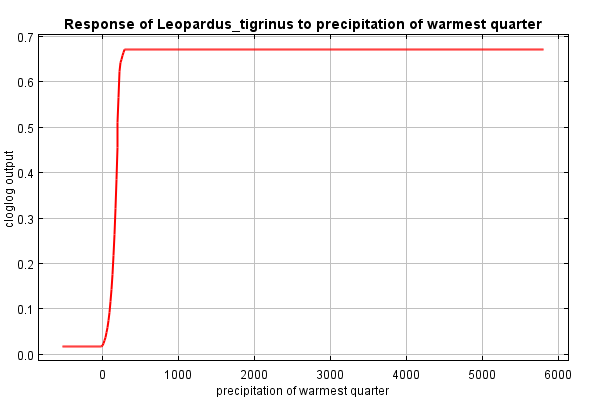 Response of Leopardus_tigrinus to precipitation of warmest quarter
0.7
0.6
0.5
0.4
0.3
0.2
0.1
0.0
cloglog output
0 1000 2000 3000 4000 5000 6000
precipitation of warmest quarter